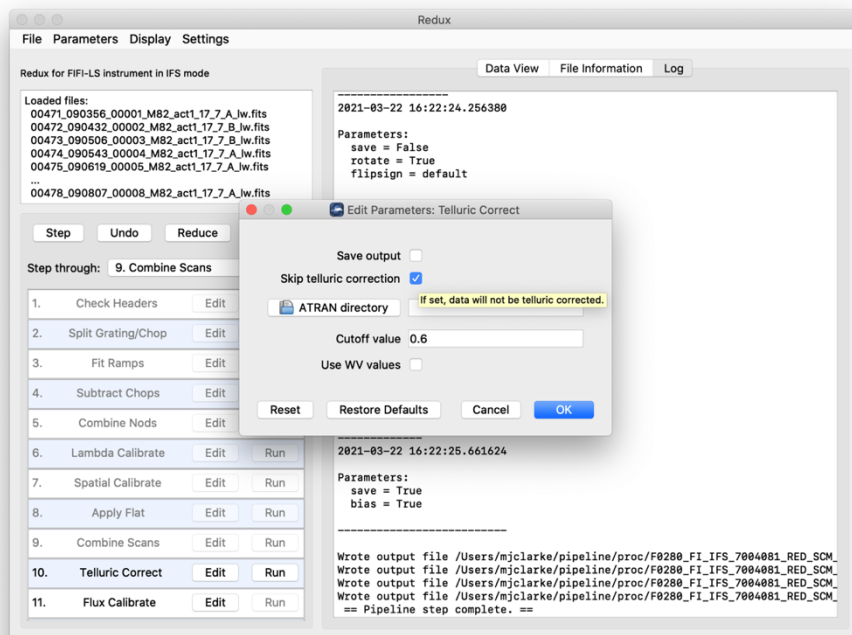 Redux
File Parameters Display Settings
Redux for FIFI-LS instrument in IFS mode
Loaded files:
00471_090356_00001_M82_act1_17_7_A_lw.fits
00472_090432_00002_M82_act1_17_7_B_lw.fits
00473_090506_00003_M82_act1_17_7_B_lw.fits
00474_090543_00004_M82_act1_17_7_A_lw.fits
00475_090619_00005_M82_act1_17_7_A_lw.fits
...
00478_090807_00008_M82_act1_17_7_A_lw.fits
Step Undo Reduce
Step through: 9. Combine Scans
1. Check Headers Edit
2. Split Grating/Chop Edit
3. Fit Ramps Edit
4. Subtract Chops Edit
5. Combine Nods Edit
6. Lambda Calibrate Edit Run
7. Spatial Calibrate Edit Run
8. Apply Flat Edit Run
9. Combine Scans Edit Run
10. Telluric Correct Edit Run
11. Flux Calibrate Edit Run
Data View File Information Log
-----------------
2021-03-22 16:22:24.256380
Parameters:
save = False
rotate = True
flipsign = default
Edit Parameters: Telluric Correct
Save output
Skip telluric correction
If set, data will not be telluric corrected.
ATRAN directory
Cutoff value 0.6
Use WV values
Reset Restore Defaults Cancel OK
-------------
2021-03-22 16:22:25.661624
Parameters:
save = True
bias = True
--------------------------
Wrote output file /Users/mjclarke/pipeline/proc/F0280_FI_IFS_7004081_RED_SCM_
Wrote output file /Users/mjclarke/pipeline/proc/F0280_FI_IFS_7004081_RED_SCM_
Wrote output file /Users/mjclarke/pipeline/proc/F0280_FI_IFS_7004081_RED_SCM_
Wrote output file /Users/mjclarke/pipeline/proc/F0280_FI_IFS_7004081_RED_SCM_
== Pipeline step complete. ==